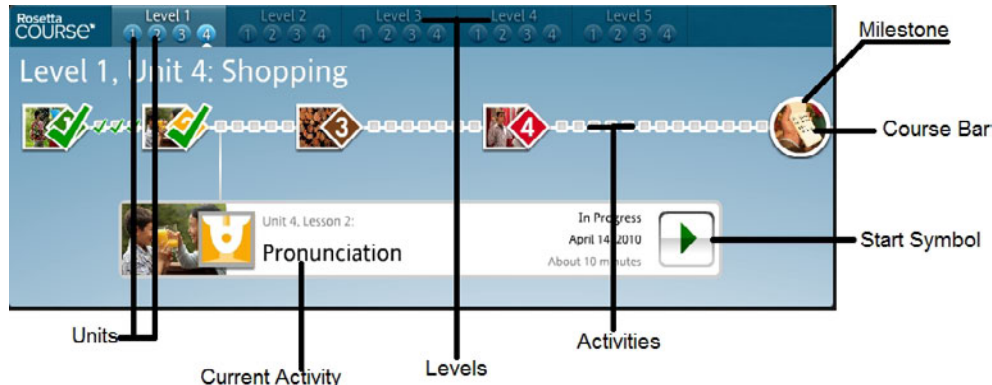 Rosetta
COURSE
Level 1
Level 2
Level 3
Level 4
Level 5
1 2 3 4
1 2 3 4
1 2 3 4
1 2 3 4
1 2 3 4
Milestone
Level 1, Unit 4: Shopping
3
4
Course Bar
Unit 4, Lesson 2:
Pronunciation
In Progress
April 14, 2010
About 10 minutes
Start Symbol
Units
Current Activity
Levels
Activities